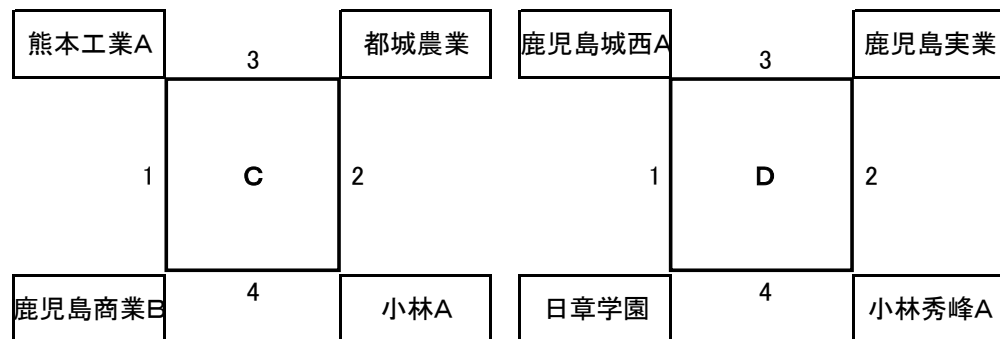 熊本工業A 3 都城農業 鹿児島城西A 3 鹿児島実業
1 C 2 1 D 2
鹿児島商業B 4 小林A 日章学園 4 小林秀峰A